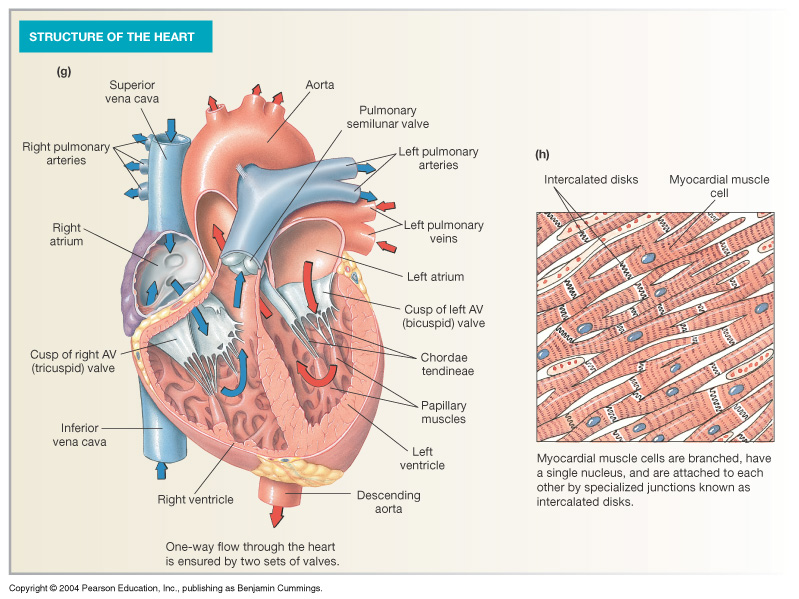 STRUCTURE OF THE HEART
(g)
Superior
vena cava
Aorta
Pulmonary
semilunar valve
Right pulmonary
arteries
Left pulmonary
arteries
Right
atrium
Left pulmonary
veins
Left atrium
Cusp of left AV
(bicuspid) valve
Cusp of right AV
(tricuspid) valve
Chordae
tendineae
Papillary
muscles
Inferior
vena cava
Left
ventricle
Right ventricle
Descending
aorta
One-way flow through the heart
is ensured by two sets of valves.
(h)
Intercalated disks
Myocardial muscle
cell
Myocardial muscle cells are branched, have
a single nucleus, and are attached to each
other by specialized junctions known as
intercalated disks.
Copyright © 2004 Pearson Education, Inc., publishing as Benjamin Cummings.